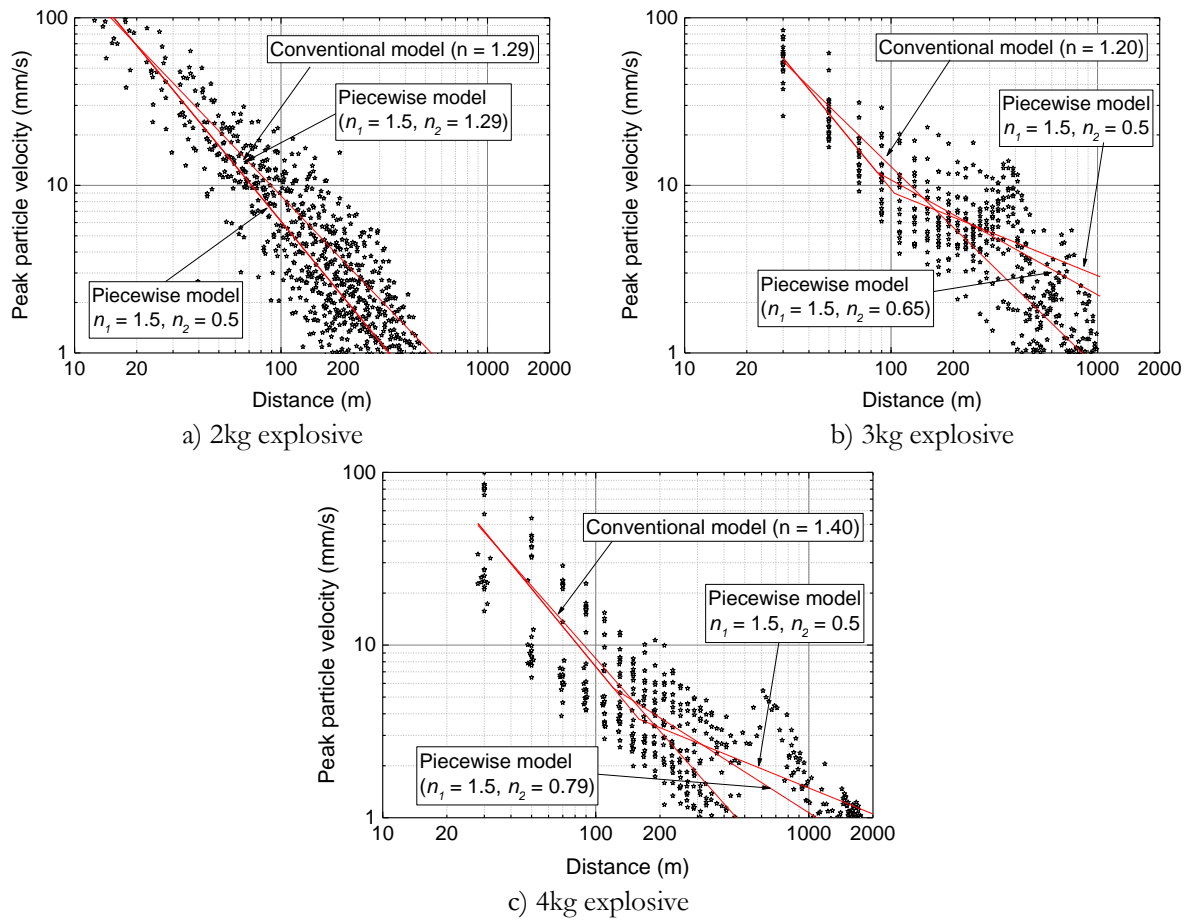 100
10
1
10
20
100
200
1000
2000
Peak particle velocity (mm/s)
Distance (m)
Conventional model (n = 1.29)
Piecewise model
(n1 = 1.5, n2 = 1.29)
Piecewise model
n1 = 1.5, n2 = 0.5
a) 2kg explosive
100
10
1
10
20
100
200
1000
2000
Peak particle velocity (mm/s)
Distance (m)
Conventional model (n = 1.20)
Piecewise model
n1 = 1.5, n2 = 0.5
Piecewise model
(n1 = 1.5, n2 = 0.65)
b) 3kg explosive
100
10
1
10
20
100
200
1000
2000
Peak particle velocity (mm/s)
Distance (m)
Conventional model (n = 1.40)
Piecewise model
n1 = 1.5, n2 = 0.5
Piecewise model
(n1 = 1.5, n2 = 0.79)
c) 4kg explosive